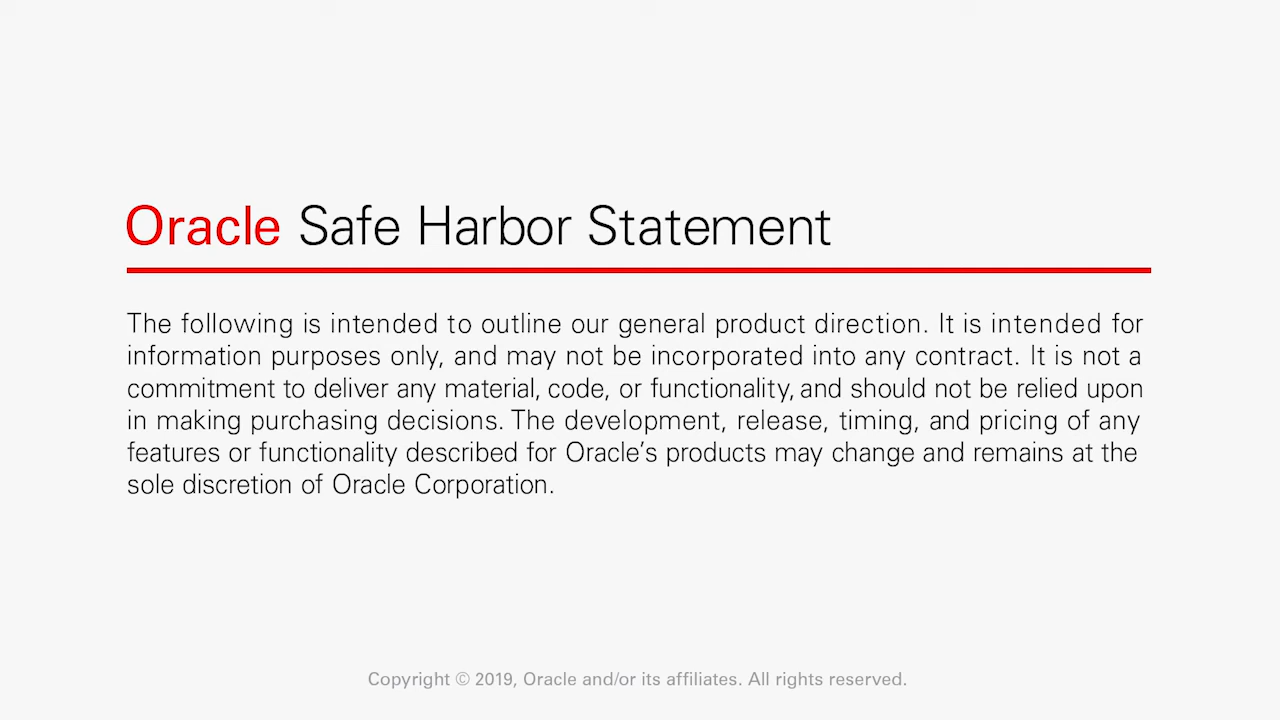 Oracle Safe Harbor Statement
The following is intended to outline our general product direction. It is intended for
information purposes only, and may not be incorporated into any contract. It is not a
commitment to deliver any material, code, or functionality, and should not be relied upon
in making purchasing decisions. The development, release, timing, and pricing of any
features or functionality described for Oracle’s products may change and remains at the
sole discretion of Oracle Corporation.
Copyright © 2019, Oracle and/or its affiliates. All rights reserved.